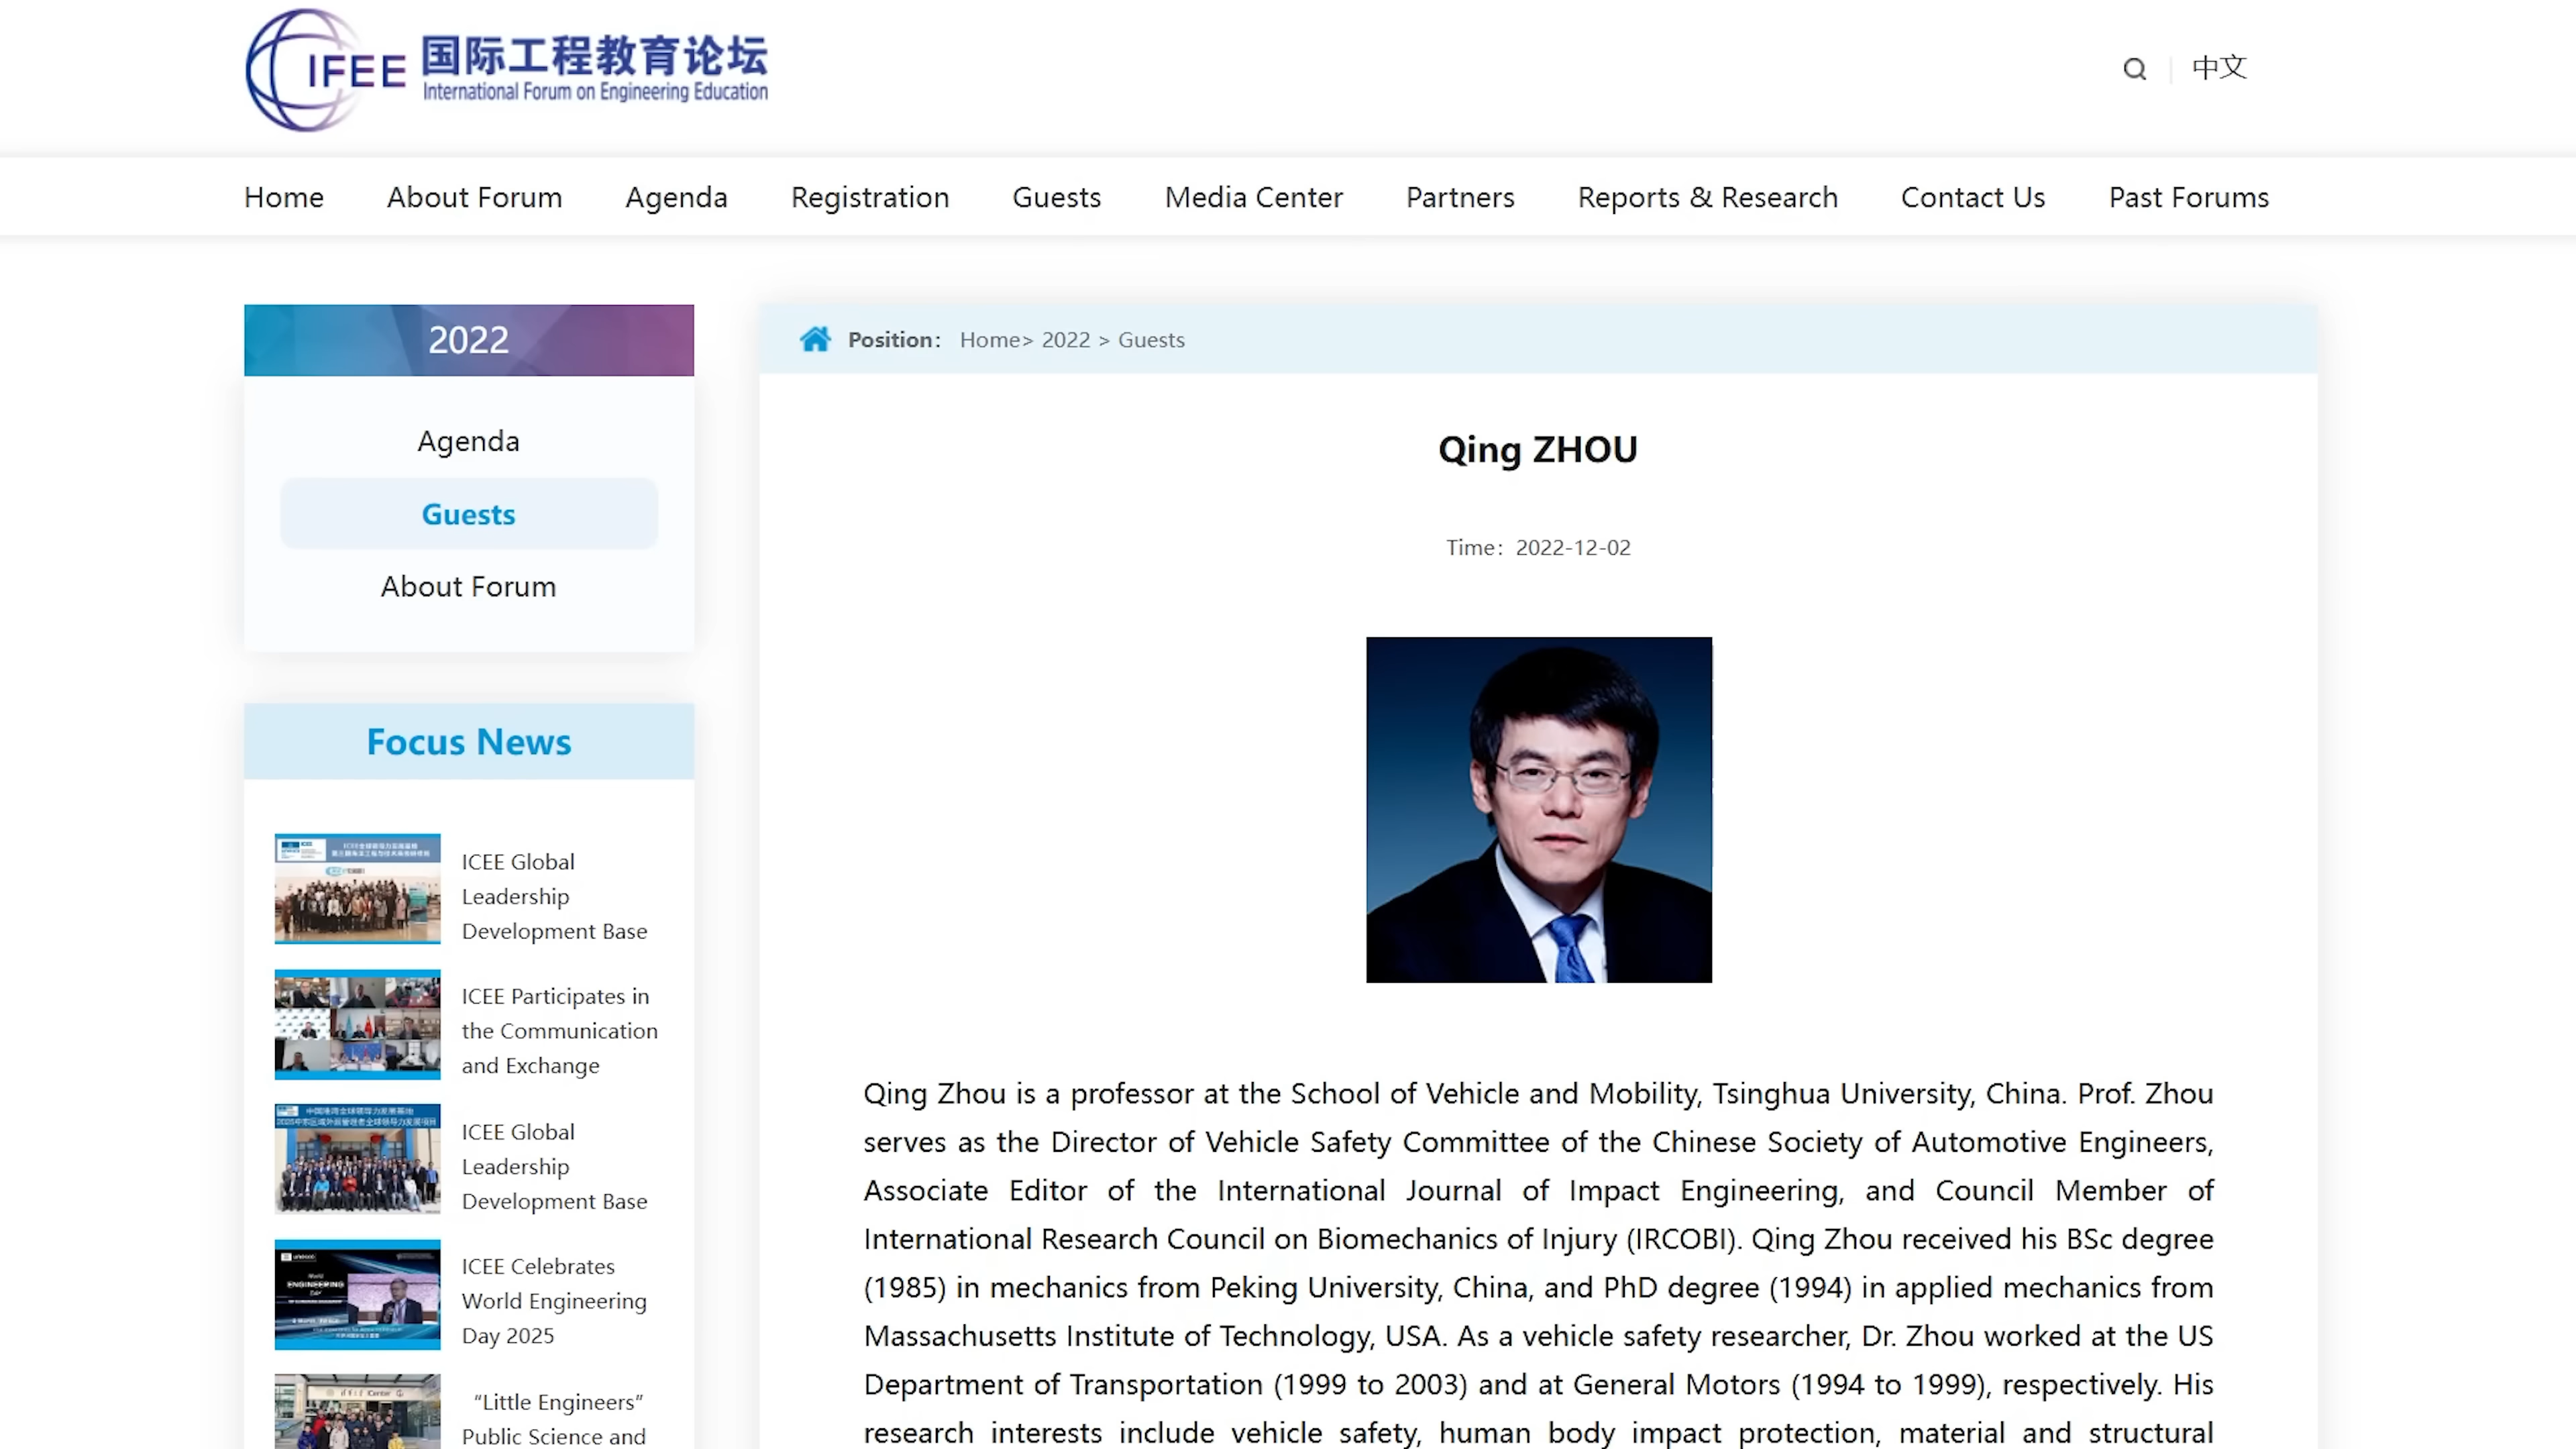 IFEE 国际工程教育论坛
International Forum on Engineering Education
中文
Home About Forum Agenda Registration Guests Media Center Partners Reports & Research Contact Us Past Forums
2022
Agenda
Guests
About Forum
Focus News
ICEE Global
Leadership
Development Base
ICEE Participates in
the Communication
and Exchange
ICEE Global
Leadership
Development Base
ICEE Celebrates
World Engineering
Day 2025
“Little Engineers”
Public Science and
Position： Home> 2022 > Guests
Qing ZHOU
Time：2022-12-02
Qing Zhou is a professor at the School of Vehicle and Mobility, Tsinghua University, China. Prof. Zhou
serves as the Director of Vehicle Safety Committee of the Chinese Society of Automotive Engineers,
Associate Editor of the International Journal of Impact Engineering, and Council Member of
International Research Council on Biomechanics of Injury (IRCOBI). Qing Zhou received his BSc degree
(1985) in mechanics from Peking University, China, and PhD degree (1994) in applied mechanics from
Massachusetts Institute of Technology, USA. As a vehicle safety researcher, Dr. Zhou worked at the US
Department of Transportation (1999 to 2003) and at General Motors (1994 to 1999), respectively. His
research interests include vehicle safety, human body impact protection, material and structural